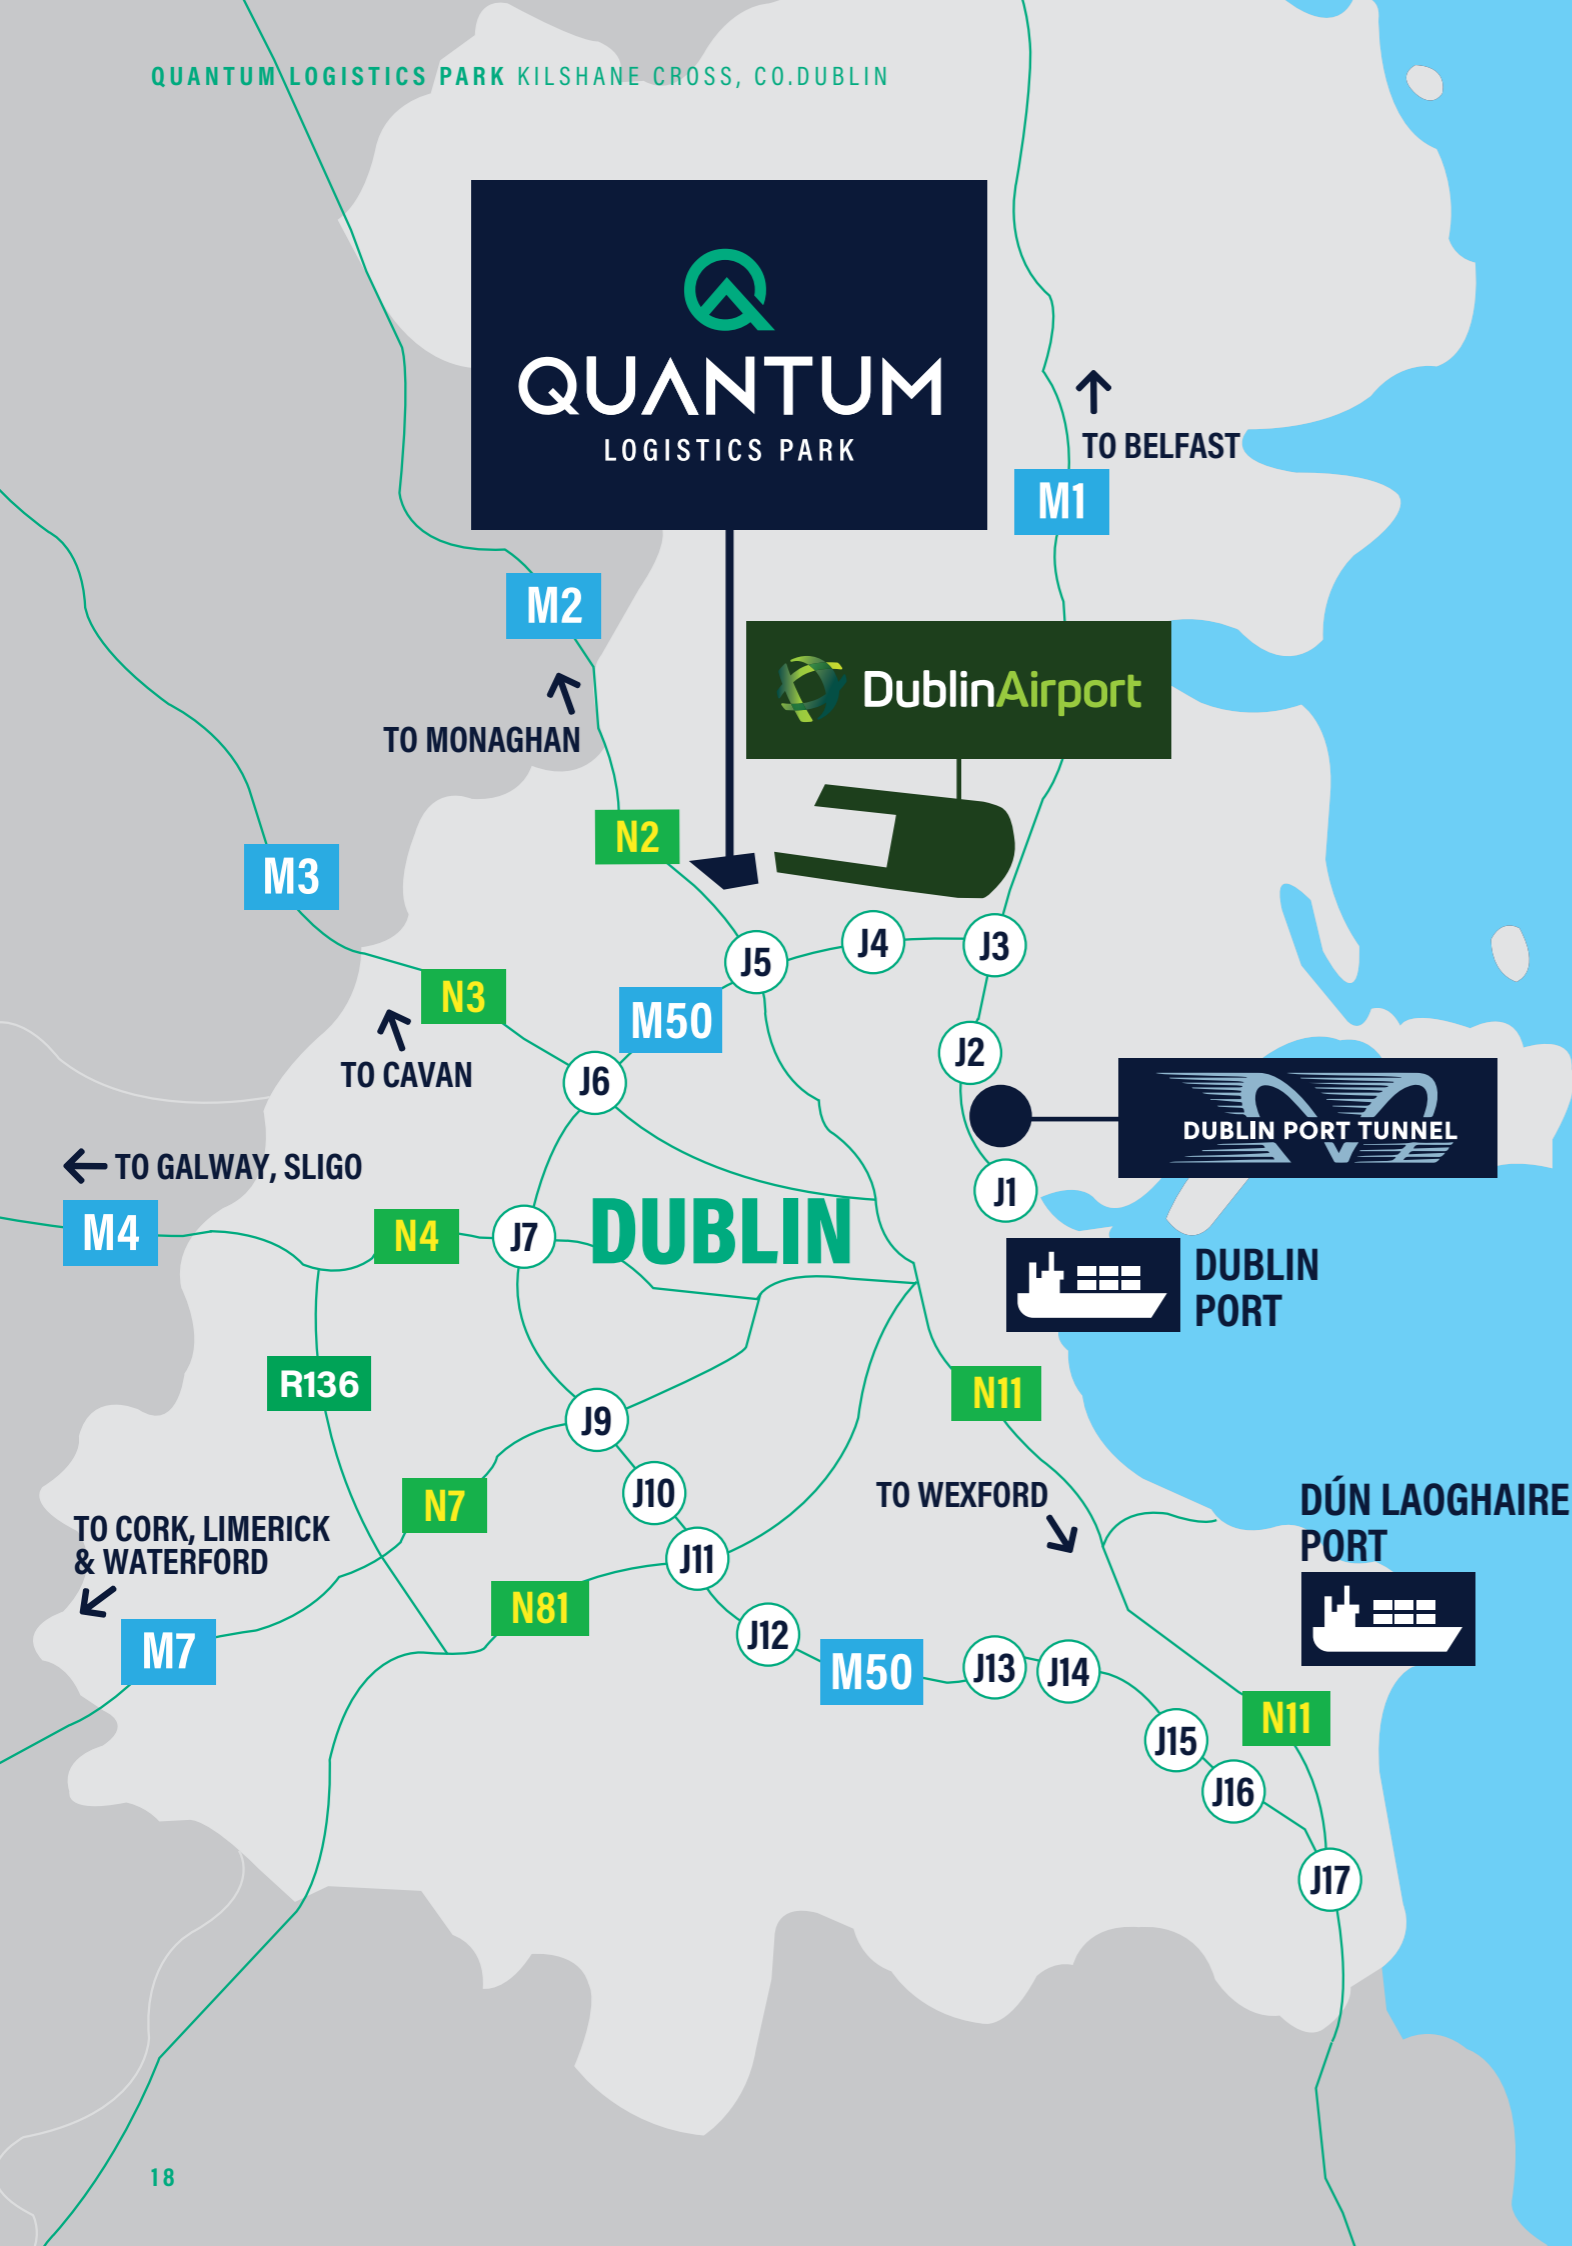 QUANTUM LOGISTICS PARK KILSHANE CROSS, CO.DUBLIN
QUANTUM
LOGISTICS PARK
TO BELFAST
M1
M2
DublinAirport
TO MONAGHAN
N2
M3
J5
J4
J3
N3
M50
J2
TO CAVAN
J6
DUBLIN PORT TUNNEL
TO GALWAY, SLIGO
J1
M4
N4
J7
DUBLIN
DUBLIN
PORT
R136
N11
J9
TO WEXFORD
DÚN LAOGHAIRE
PORT
J10
N7
TO CORK, LIMERICK
& WATERFORD
J11
N81
J12
M7
M50
J13
J14
N11
J15
J16
J17
18